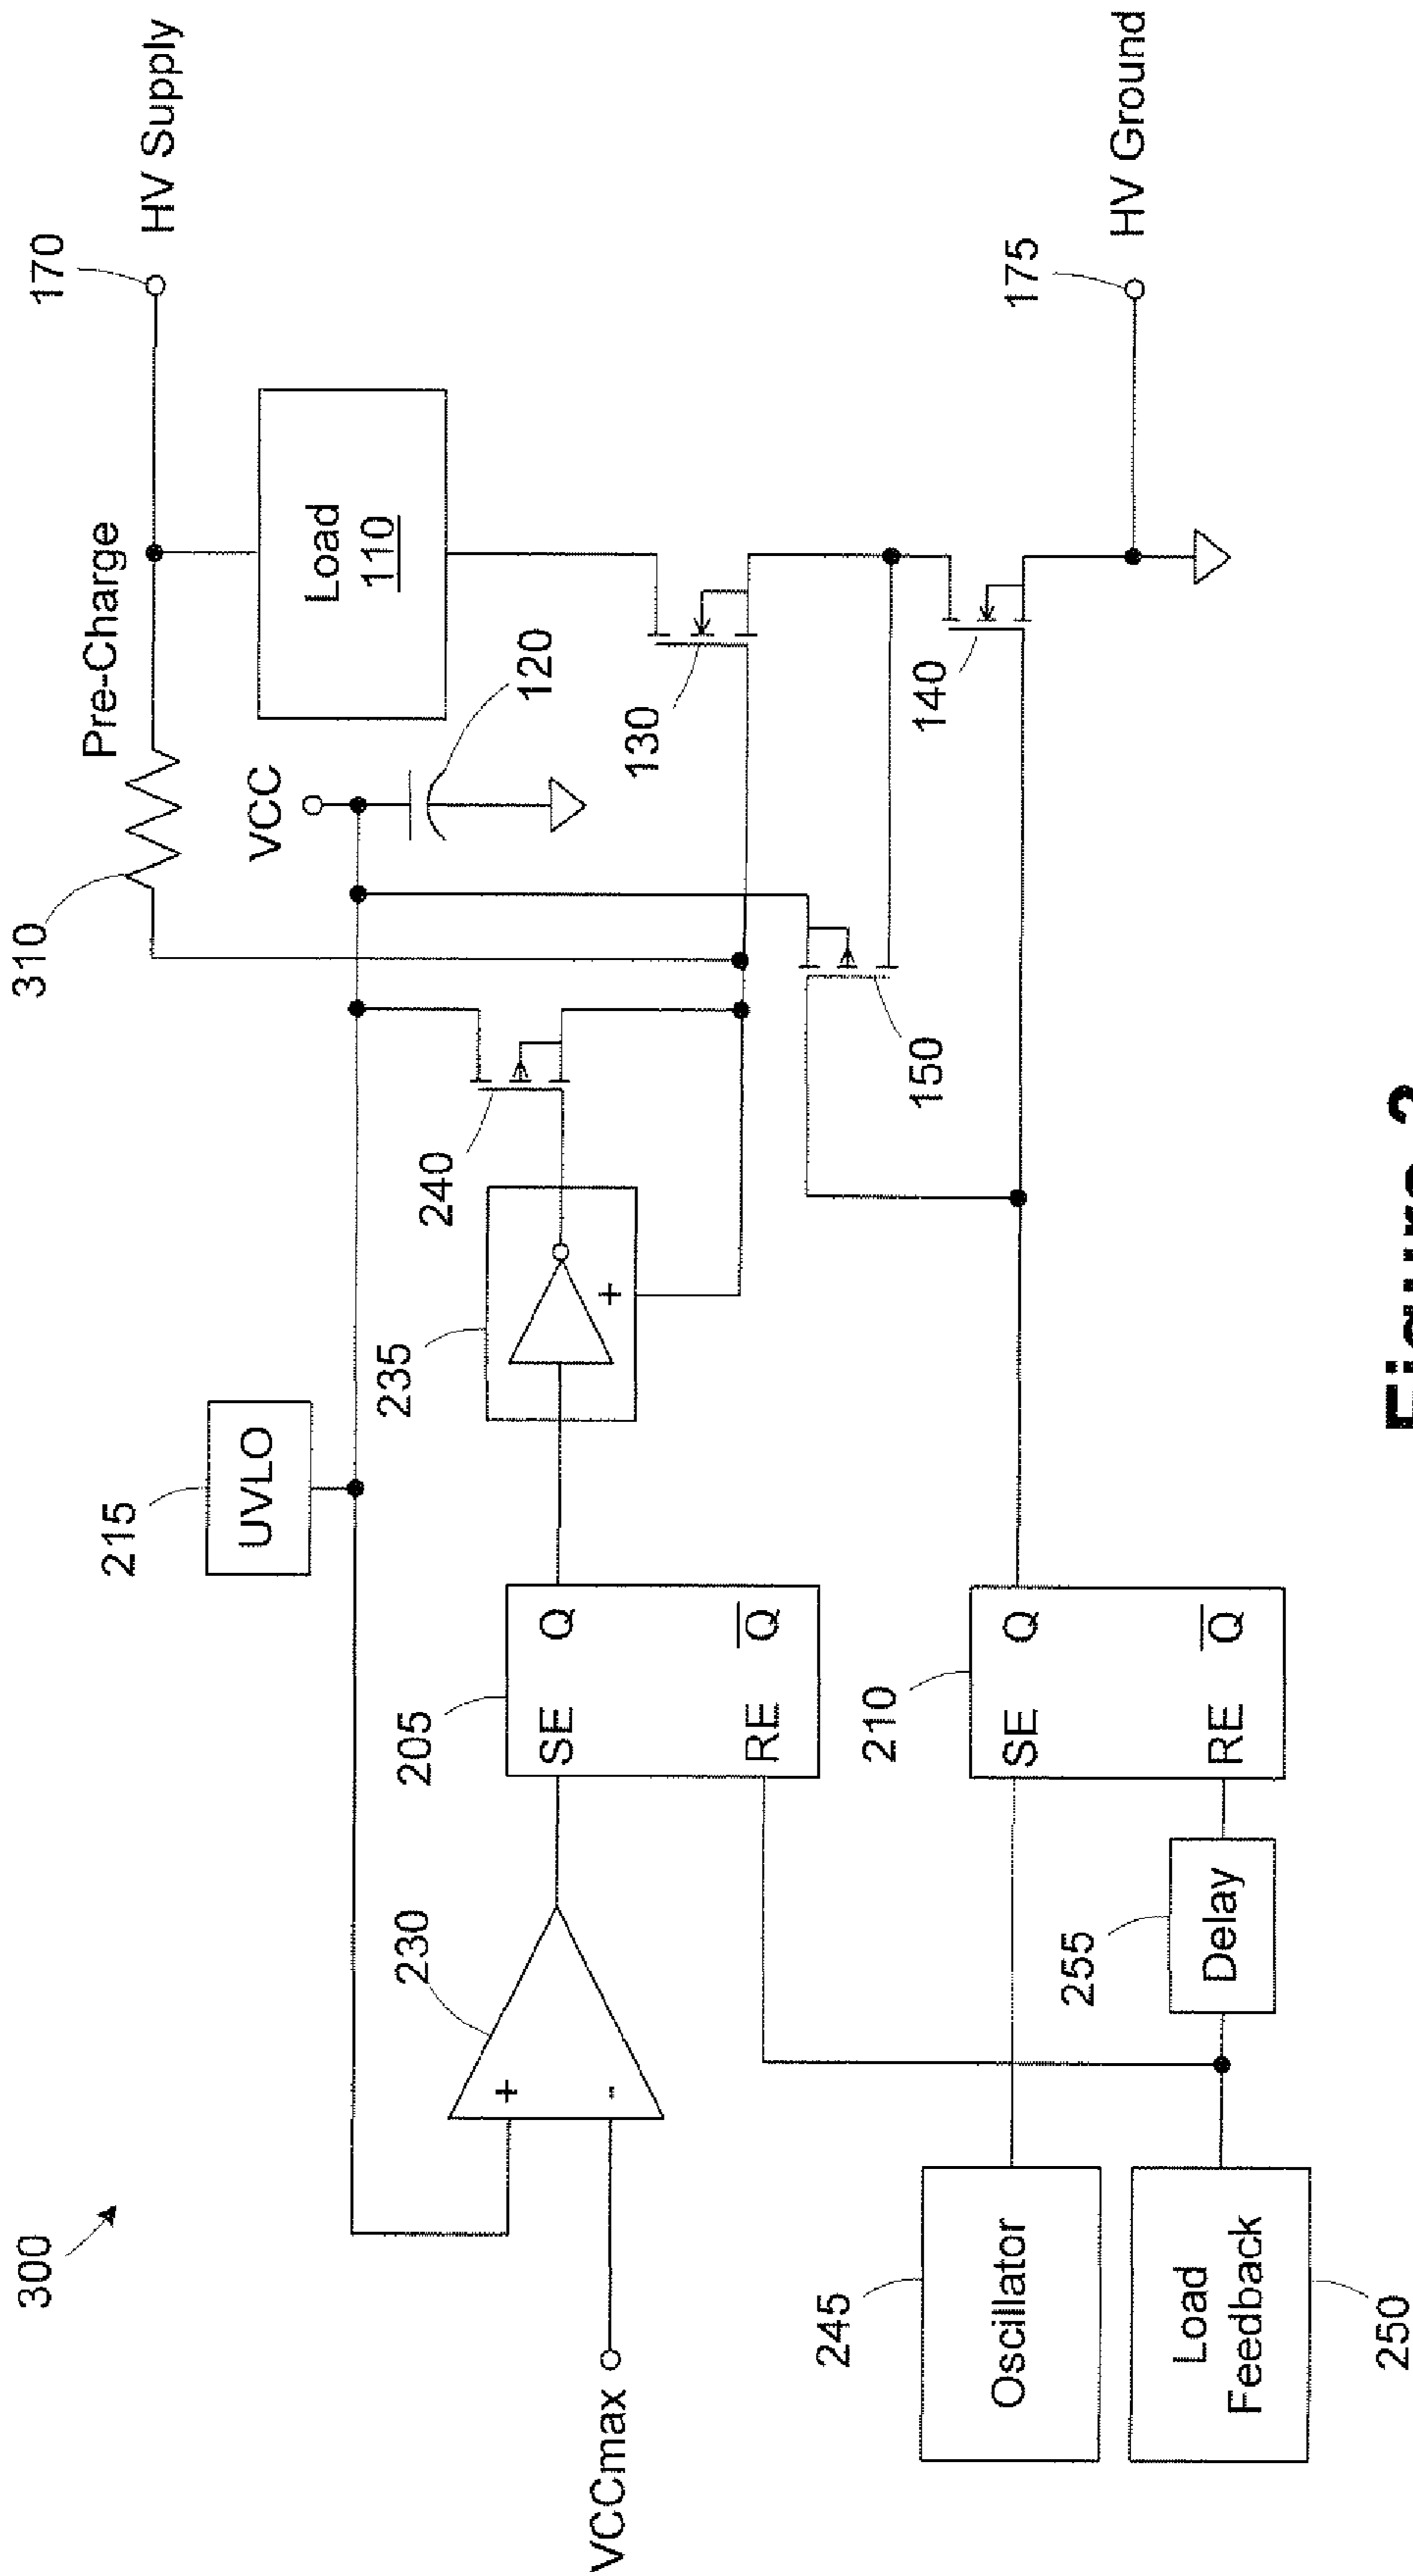 300
310
Pre-Charge
170
HV Supply
215
UVLO
VCC
Load
110
120
205
230
235
240
130
SE
Q
RE
Q
+
-
+
VCCmax
150
140
175
HV Ground
210
SE
Q
RE
Q
245
Oscillator
255
Delay
Load
Feedback
250